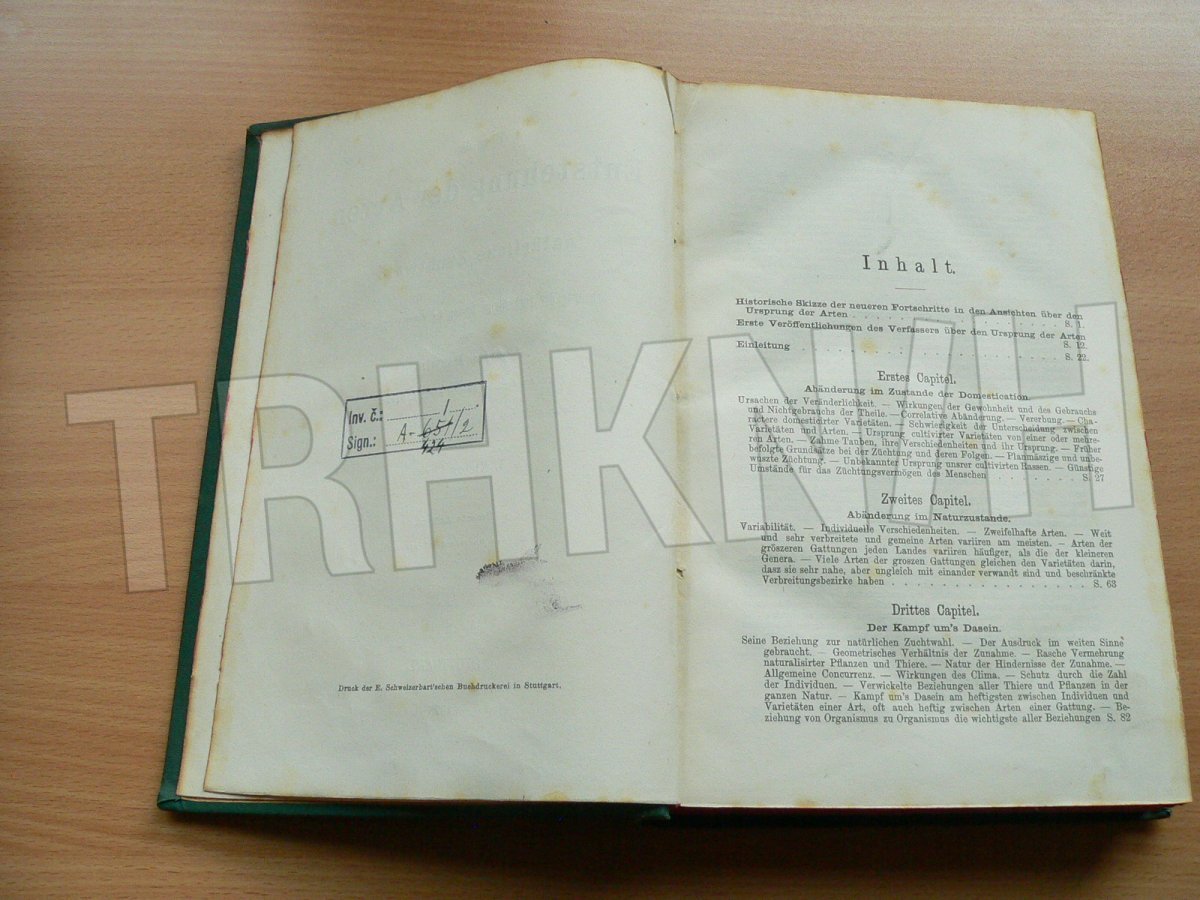 Inv. č.: 1
Sign.: A-651/2
424
Druck der E. Schweizerbart'schen Buchdruckerei in Stuttgart.
Inhalt.
Historische Skizze der neueren Fortschritte in den Ansichten über den
Ursprung der Arten . . . . . . . . . . . . . . . . . . . S. 1.
Erste Veröffentlichungen des Verfassers über den Ursprung der Arten
S. 12.
Einleitung . . . . . . . . . . . . . . . . . . . . . . . S. 22.
Erstes Capitel.
Abänderung im Zustande der Domestication.
Ursachen der Veränderlichkeit. — Wirkungen der Gewohnheit und des Gebrauchs
und Nichtgebrauchs der Theile. — Correlative Abänderung. — Vererbung. — Cha-
ractere domesticirter Varietäten. — Schwierigkeit der Unterscheidung zwischen
Varietäten und Arten. — Ursprung cultivirter Varietäten von einer oder mehre-
ren Arten. — Zahme Tauben, ihre Verschiedenheiten und ihr Ursprung. — Früher
befolgte Grundsätze bei der Züchtung und deren Folgen. — Planmäszige und unbe-
wuszte Züchtung. — Unbekannter Ursprung unsrer cultivirten Rassen. — Günstige
Umstände für das Züchtungsvermögen des Menschen . . . . . . . . S. 27
Zweites Capitel.
Abänderung im Naturzustande.
Variabilität. — Individuelle Verschiedenheiten. — Zweifelhafte Arten. — Weit
und sehr verbreitete und gemeine Arten variiren am meisten. — Arten der
gröszeren Gattungen jeden Landes variiren häufiger, als die der kleineren
Genera. — Viele Arten der groszen Gattungen gleichen den Varietäten darin,
dasz sie sehr nahe, aber ungleich mit einander verwandt sind und beschränkte
Verbreitungsbezirke haben . . . . . . . . . . . . . . . . S. 63
Drittes Capitel.
Der Kampf um's Dasein.
Seine Beziehung zur natürlichen Zuchtwahl. — Der Ausdruck im weiten Sinne
gebraucht. — Geometrisches Verhältnis der Zunahme. — Rasche Vermehrung
naturalisirter Pflanzen und Thiere. — Natur der Hindernisse der Zunahme. —
Allgemeine Concurrenz. — Wirkungen des Clima. — Schutz durch die Zahl
der Individuen. — Verwickelte Beziehungen aller Thiere und Pflanzen in der
ganzen Natur. — Kampf um's Dasein am heftigsten zwischen Individuen und
Varietäten einer Art, oft auch heftig zwischen Arten einer Gattung. — Be-
ziehung von Organismus zu Organismus die wichtigste aller Beziehungen S. 82
TRHKN/H